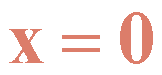 x = 0